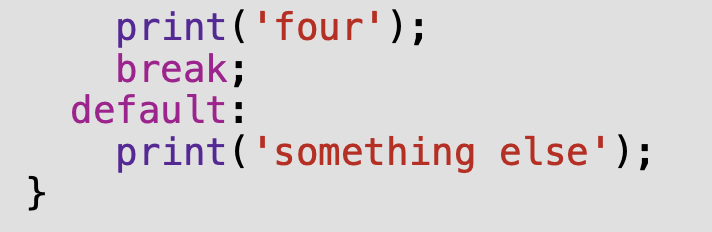 print('four');
    break;
  default:
    print('something else');
}